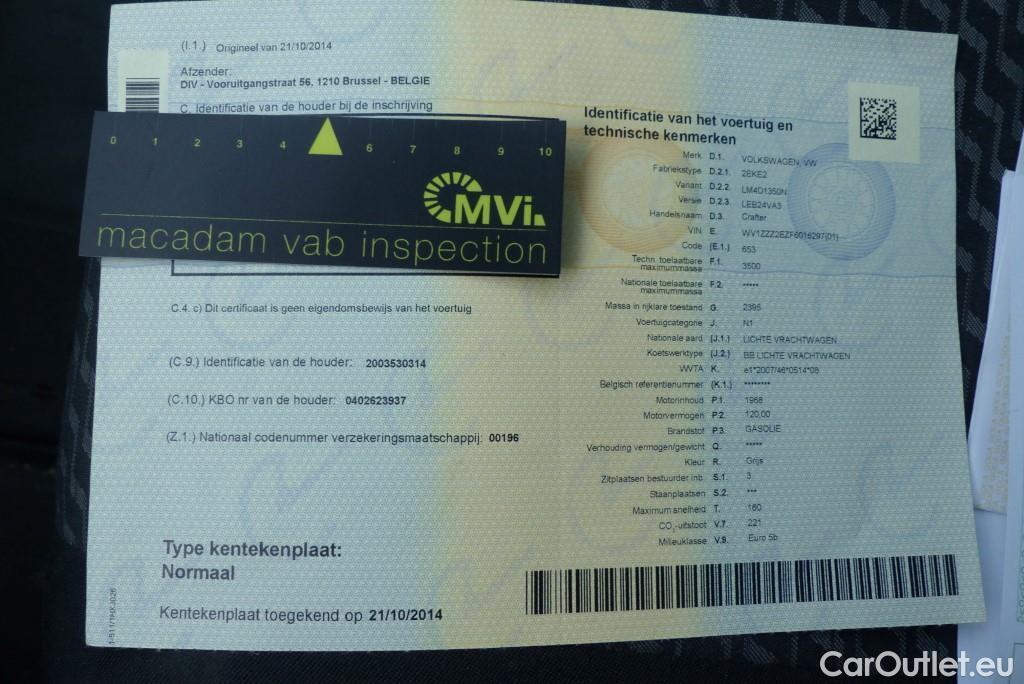 (I.1.) Origineel van 21/10/2014
Afzender:
DIV - Vooruitgangstraat 56, 1210 Brussel - BELGIE
C. Identificatie van de houder bij de inschrijving
0 1 2 3 4 6 7 8 9 10
CMVi.
macadam vab inspection
C.4. c) Dit certificaat is geen eigendomsbewijs van het voertuig
(C.9.) Identificatie van de houder: 2003530314
(C.10.) KBO nr van de houder: 0402623937
(Z.1.) Nationaal codenummer verzekeringsmaatschappij: 00196
Type kentekenplaat:
Normaal
Kentekenplaat toegekend op 21/10/2014
Identificatie van het voertuig en
technische kenmerken
Merk D.1. VOLKSWAGEN, VW
Fabriekstype D.2.1. 2EKE2
Variant D.2.2. LM4D1350N
Versie D.2.3. LEB24VA3
Handelsnaam D.3. Crafter
VIN E. WV1ZZZ2EZF6016297(01)
Code (E.1.) 653
Techn. toelaatbare
maximummassa F.1. 3500
Nationale toelaatbare
maximummassa F.2. *****
Massa in rijklare toestand G. 2395
Voertuigcategorie J. N1
Nationale aard (J.1.) LICHTE VRACHTWAGEN
Koetswerktype (J.2.) BB LICHTE VRACHTWAGEN
WVTA K. e1*2007/46*0514*08
Belgisch referentienummer (K.1.) ********
Motorinhoud P.1. 1968
Motorvermogen P.2. 120,00
Brandstof P.3. GASOLIE
Verhouding vermogen/gewicht Q. *****
Kleur R. Grijs
Zitplaatsen bestuurder inb. S.1. 3
Staanplaatsen S.2. ***
Maximum snelheid T. 160
CO₂-uitstoot V.7. 221
Milieuklasse V.9. Euro 5b
CarOutlet.eu